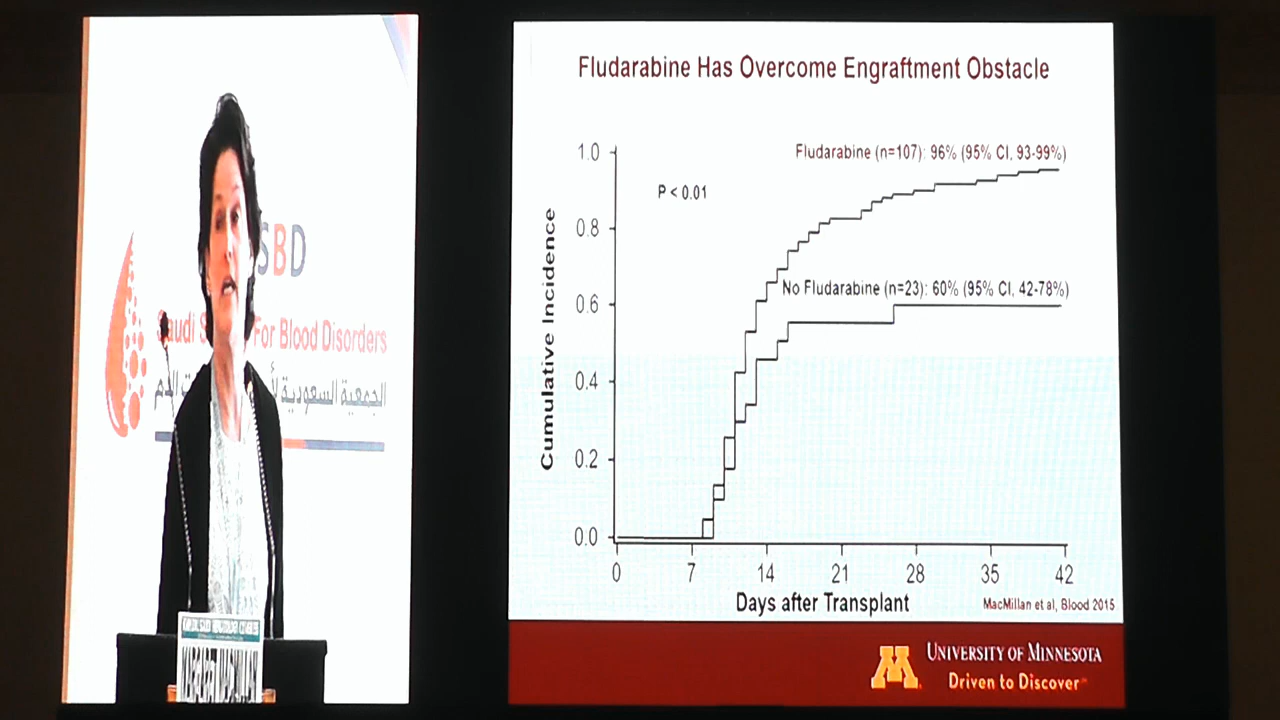 SBD
Saudi S For Blood Disorders
الجمعية السعودية
الدم
Fludarabine Has Overcome Engraftment Obstacle
Fludarabine (n=107): 96% (95% CI, 93-99%)
P < 0.01
No Fludarabine (n=23): 60% (95% CI, 42-78%)
Cumulative Incidence
1.0
0.8
0.6
0.4
0.2
0.0
0 7 14 21 28 35 42
Days after Transplant
MacMillan et al, Blood 2015
M
UNIVERSITY OF MINNESOTA
Driven to Discover